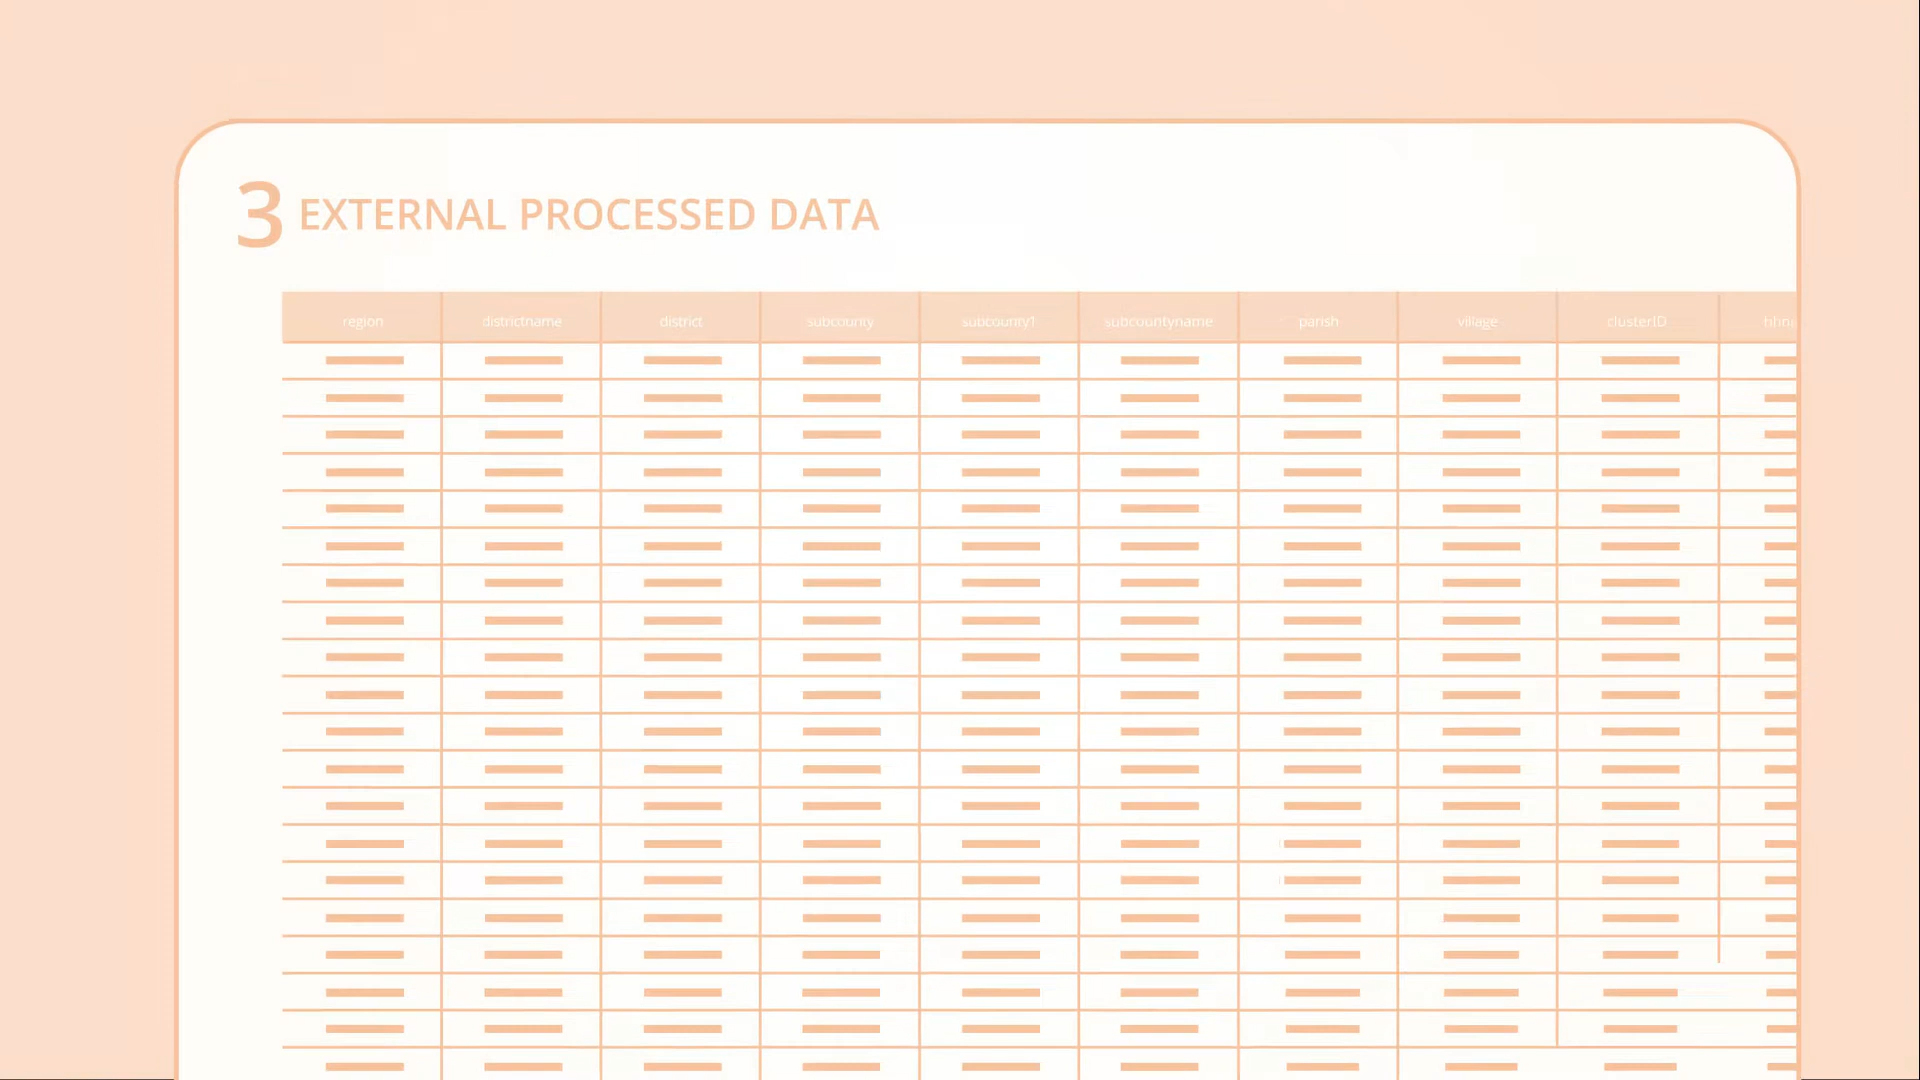 3 EXTERNAL PROCESSED DATA
region districtname district subcounty subcounty1 subcountyname parish village clusterID